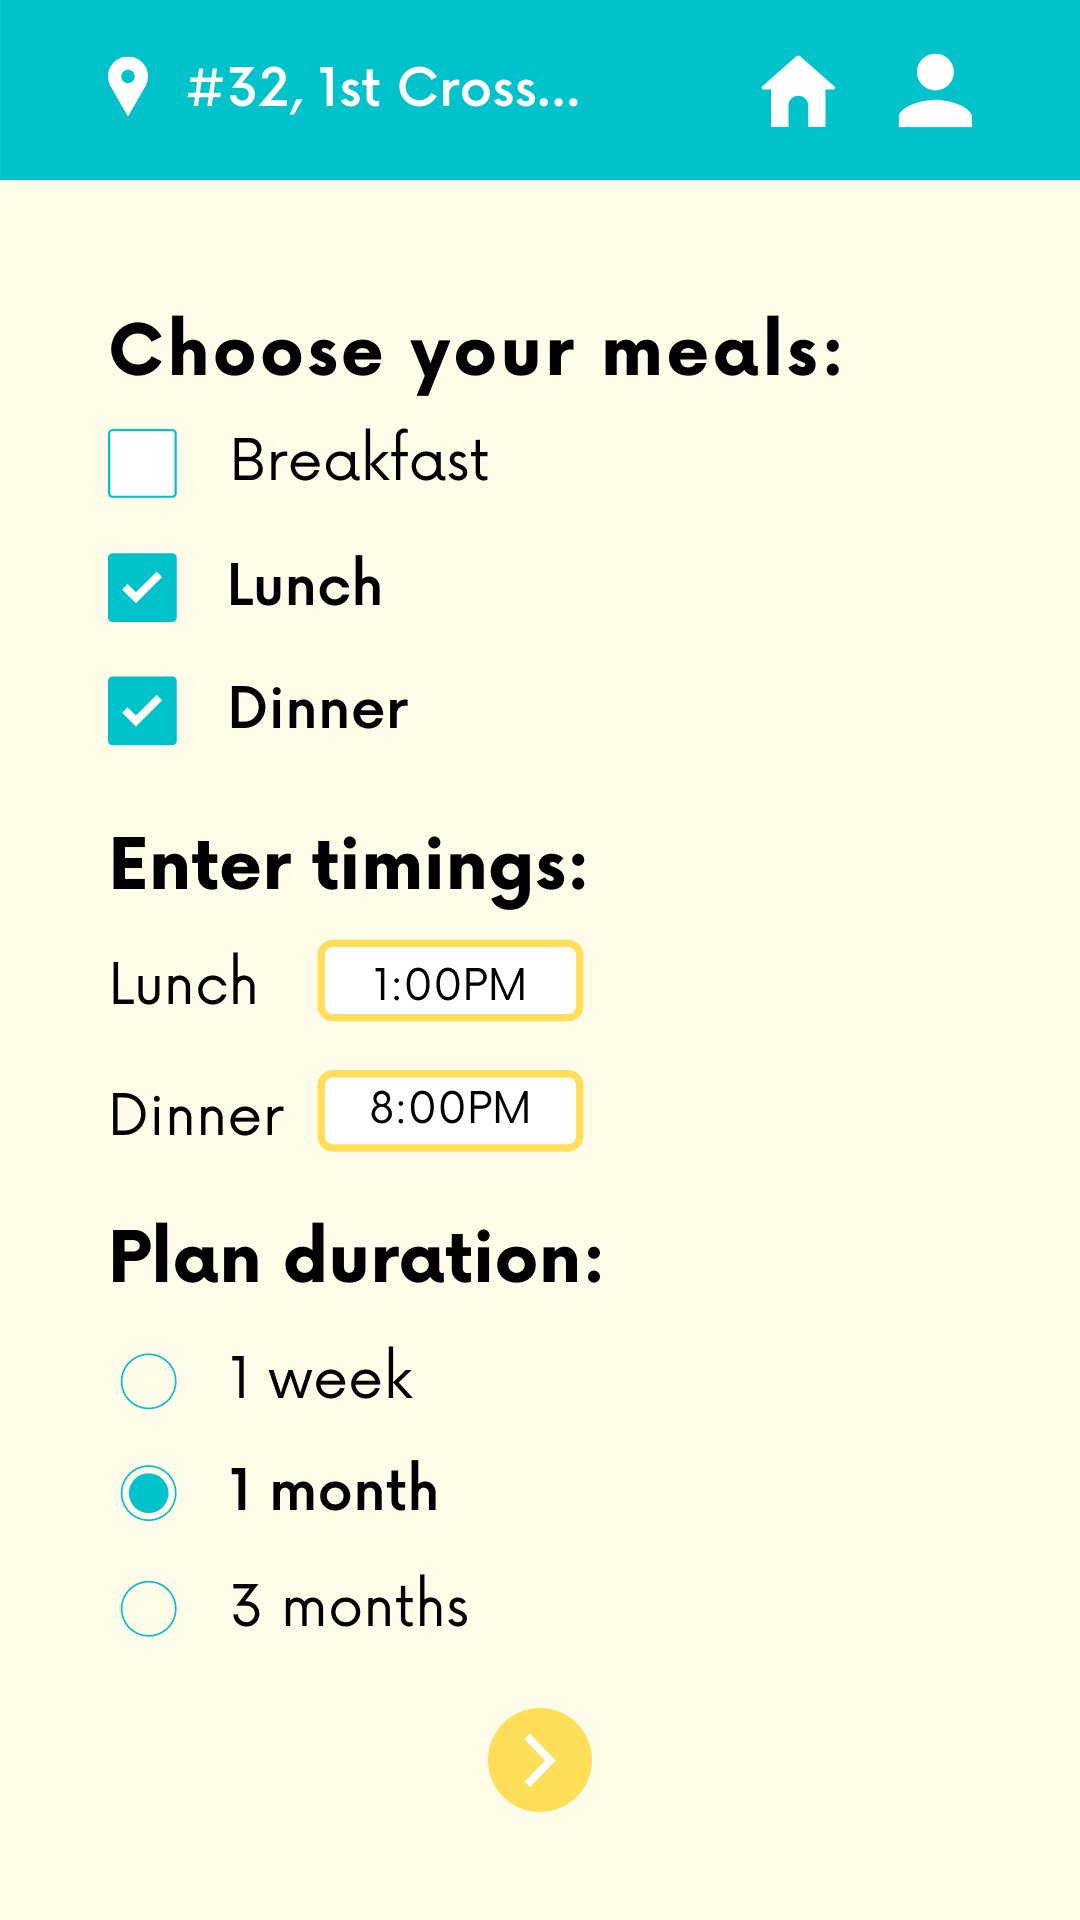 #32, 1st Cross...
Choose your meals:
Breakfast
Lunch
Dinner
Enter timings:
Lunch 1:00PM
Dinner 8:00PM
Plan duration:
1 week
1 month
3 months